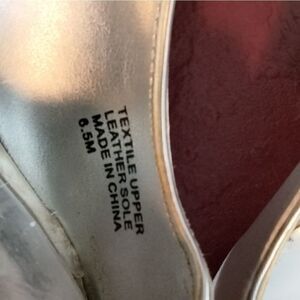 TEXTILE UPPER
LEATHER SOLE
MADE IN CHINA
6.5M